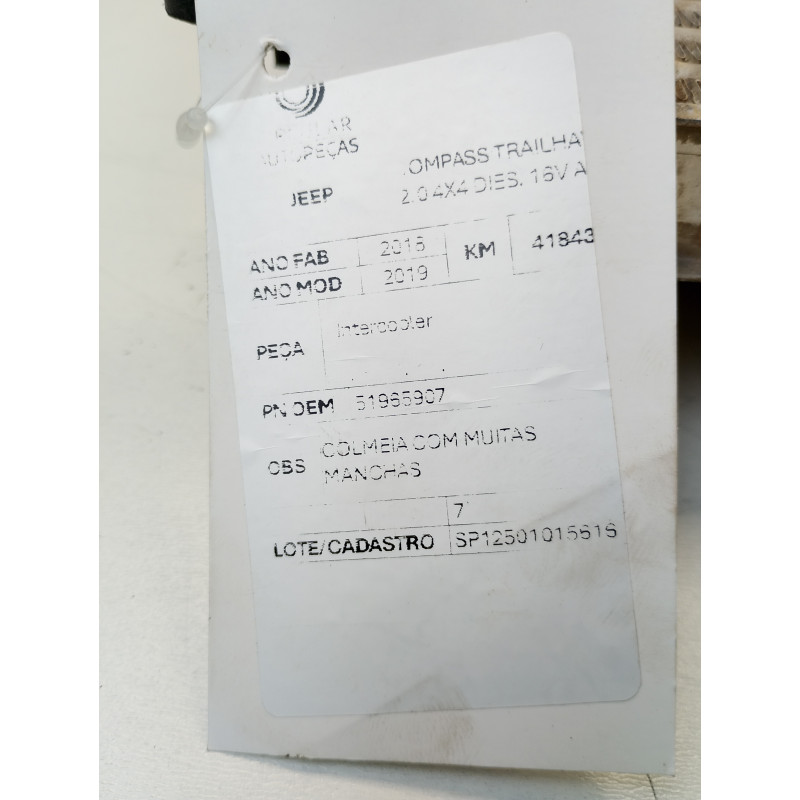 AUTOPEÇAS
JEEP
OMPASS TRAILHA
2.0 4X4 DIES. 16V A
ANO FAB 2018 KM 41843
ANO MOD 2019
PEÇA Intercooler
PN OEM 51965907
OBS COLMEIA COM MUITAS
MANCHAS
7
LOTE/CADASTRO